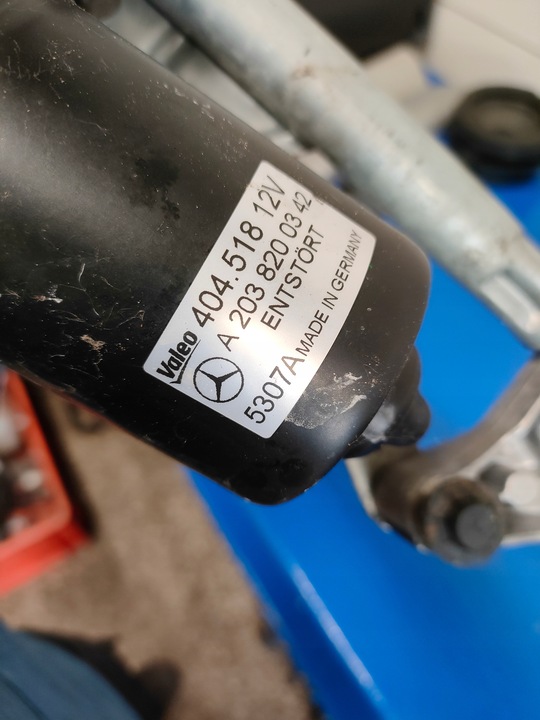 Valeo 404.518 12V
A 203 820 03 42
ENTSTÖRT
5307A MADE IN GERMANY